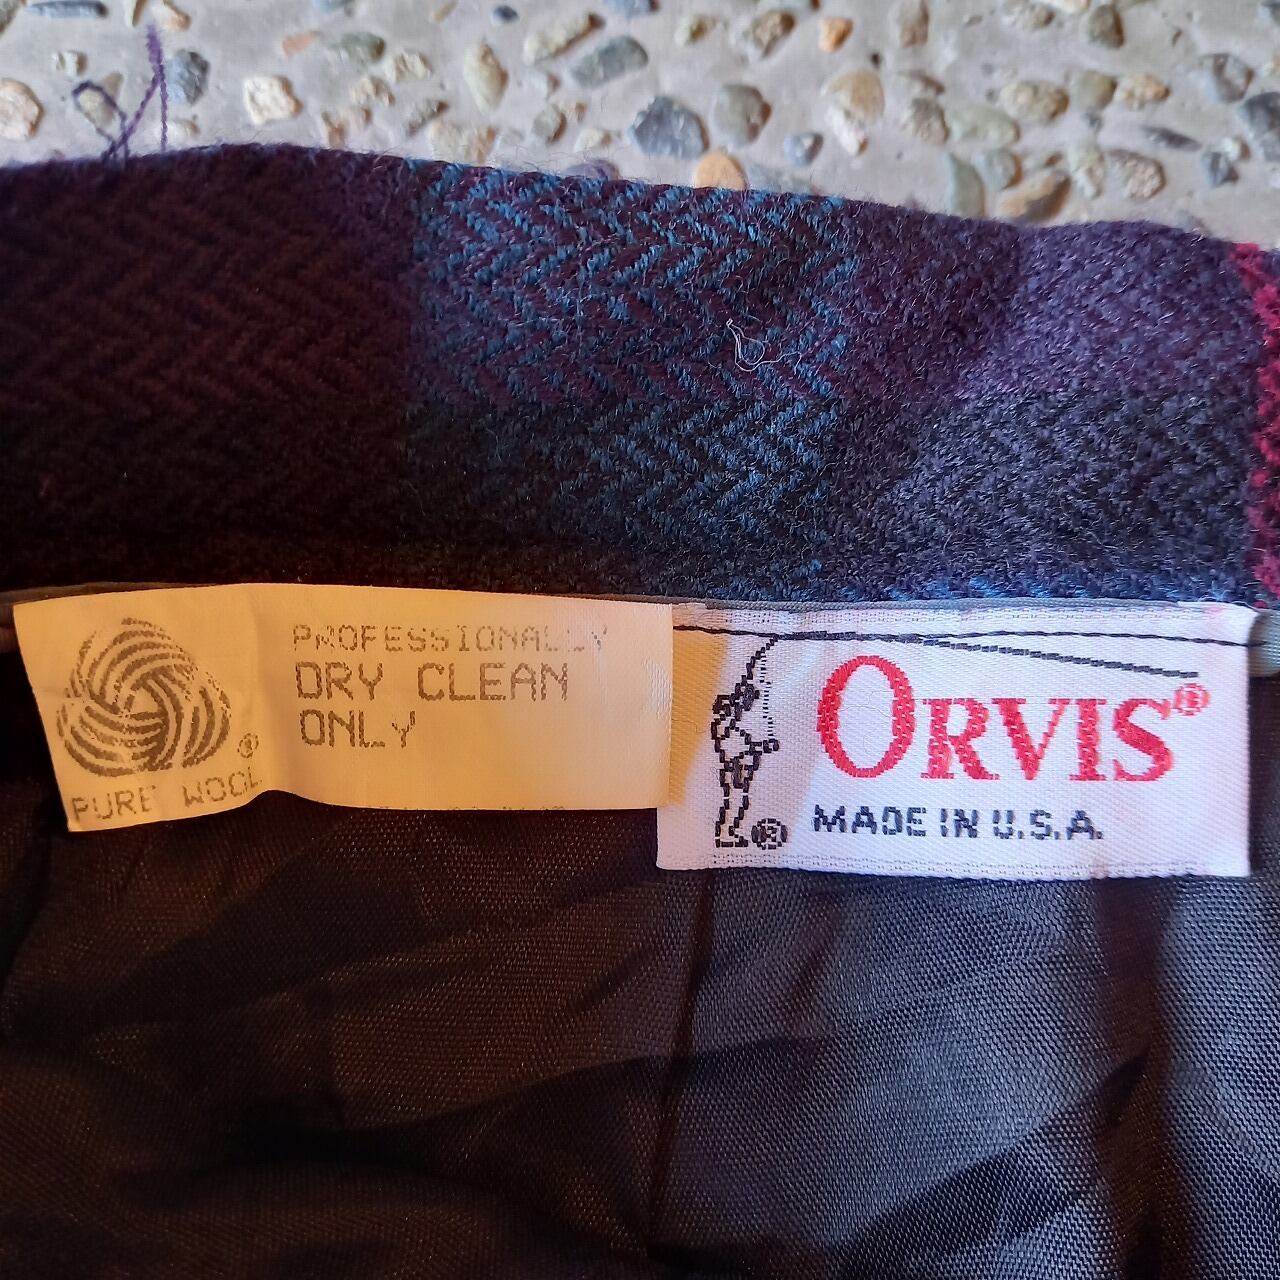 PROFESSIONALLY
DRY CLEAN
ONLY
®
PURE WOOL
ORVIS®
® MADE IN U.S.A.